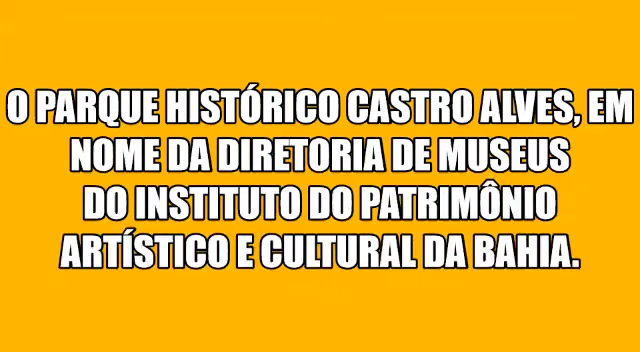 O PARQUE HISTÓRICO CASTRO ALVES, EM
NOME DA DIRETORIA DE MUSEUS
DO INSTITUTO DO PATRIMÔNIO
ARTÍSTICO E CULTURAL DA BAHIA.